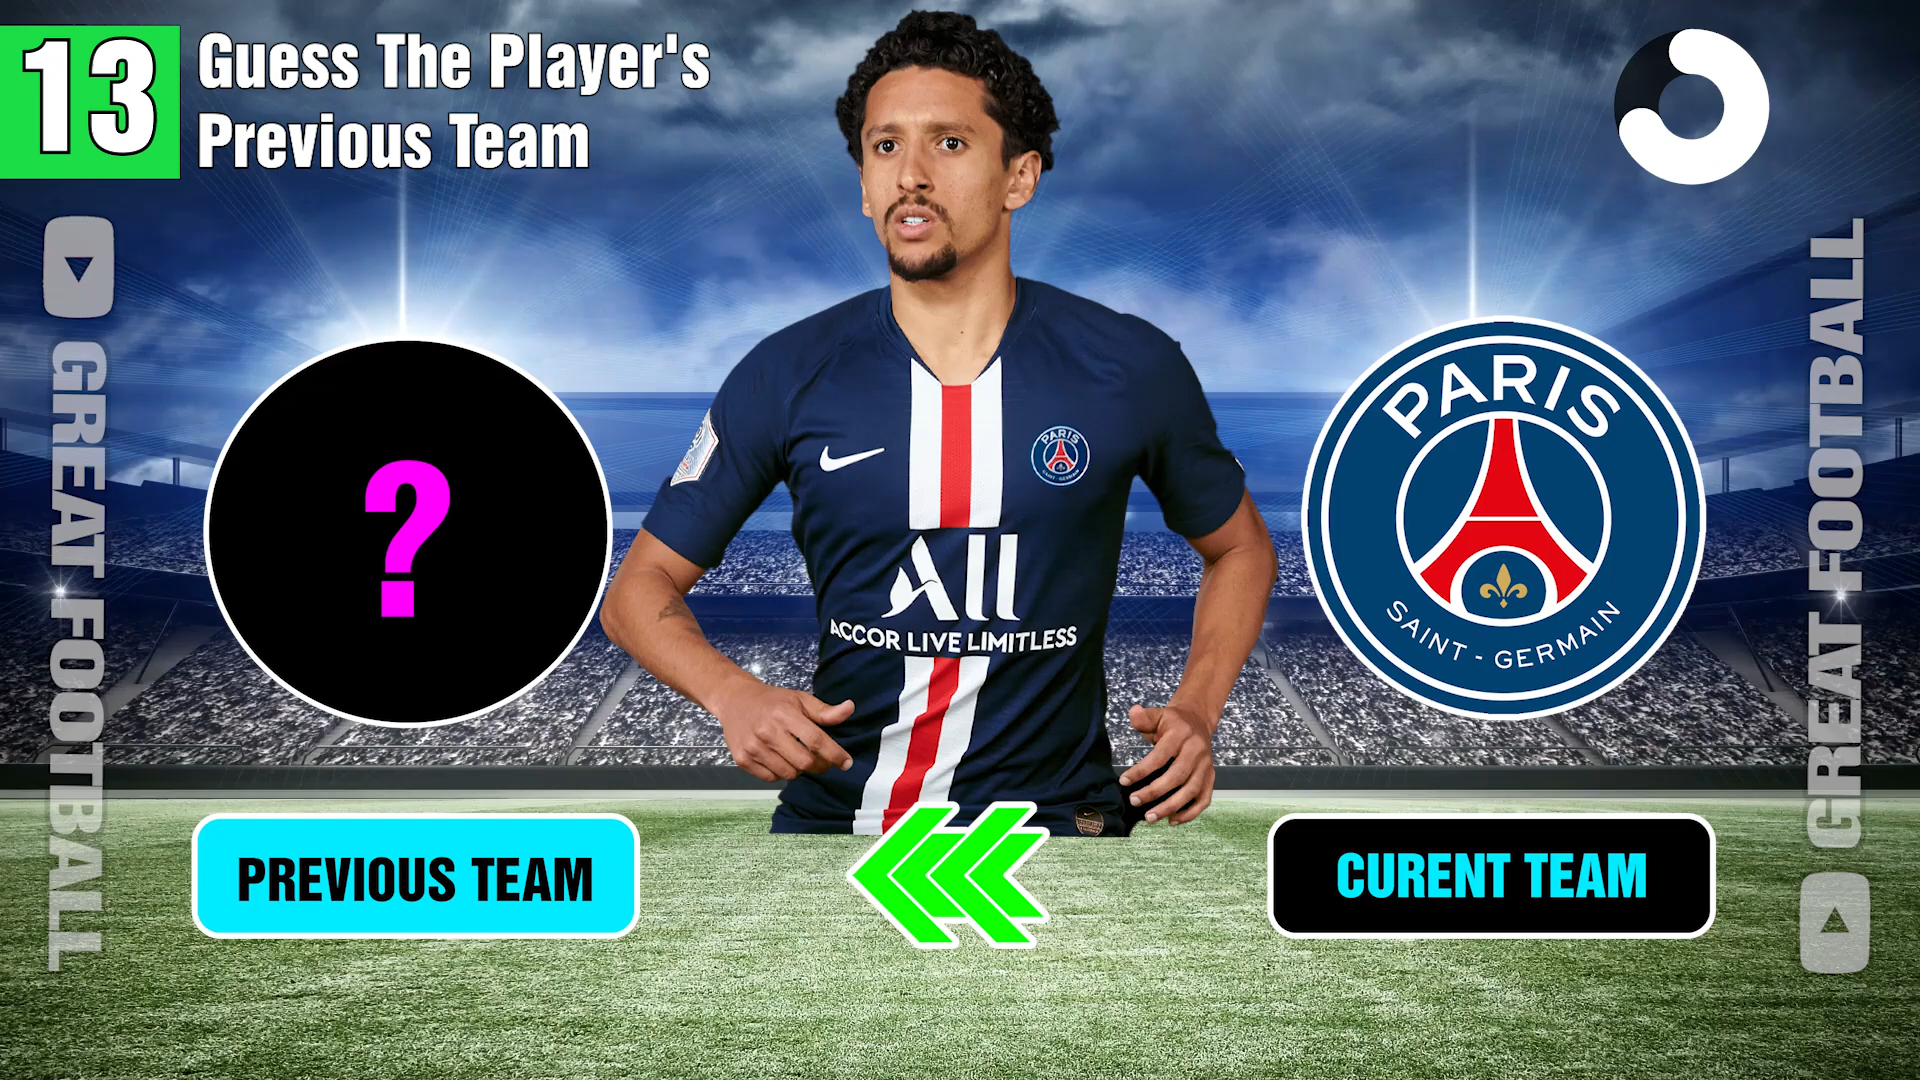 13
Guess The Player's
Previous Team
GREAT FOOTBALL
?
PARIS
ALL
ACCOR LIVE LIMITLESS
PARIS
SAINT - GERMAIN
GREAT FOOTBALL
PREVIOUS TEAM
CURENT TEAM